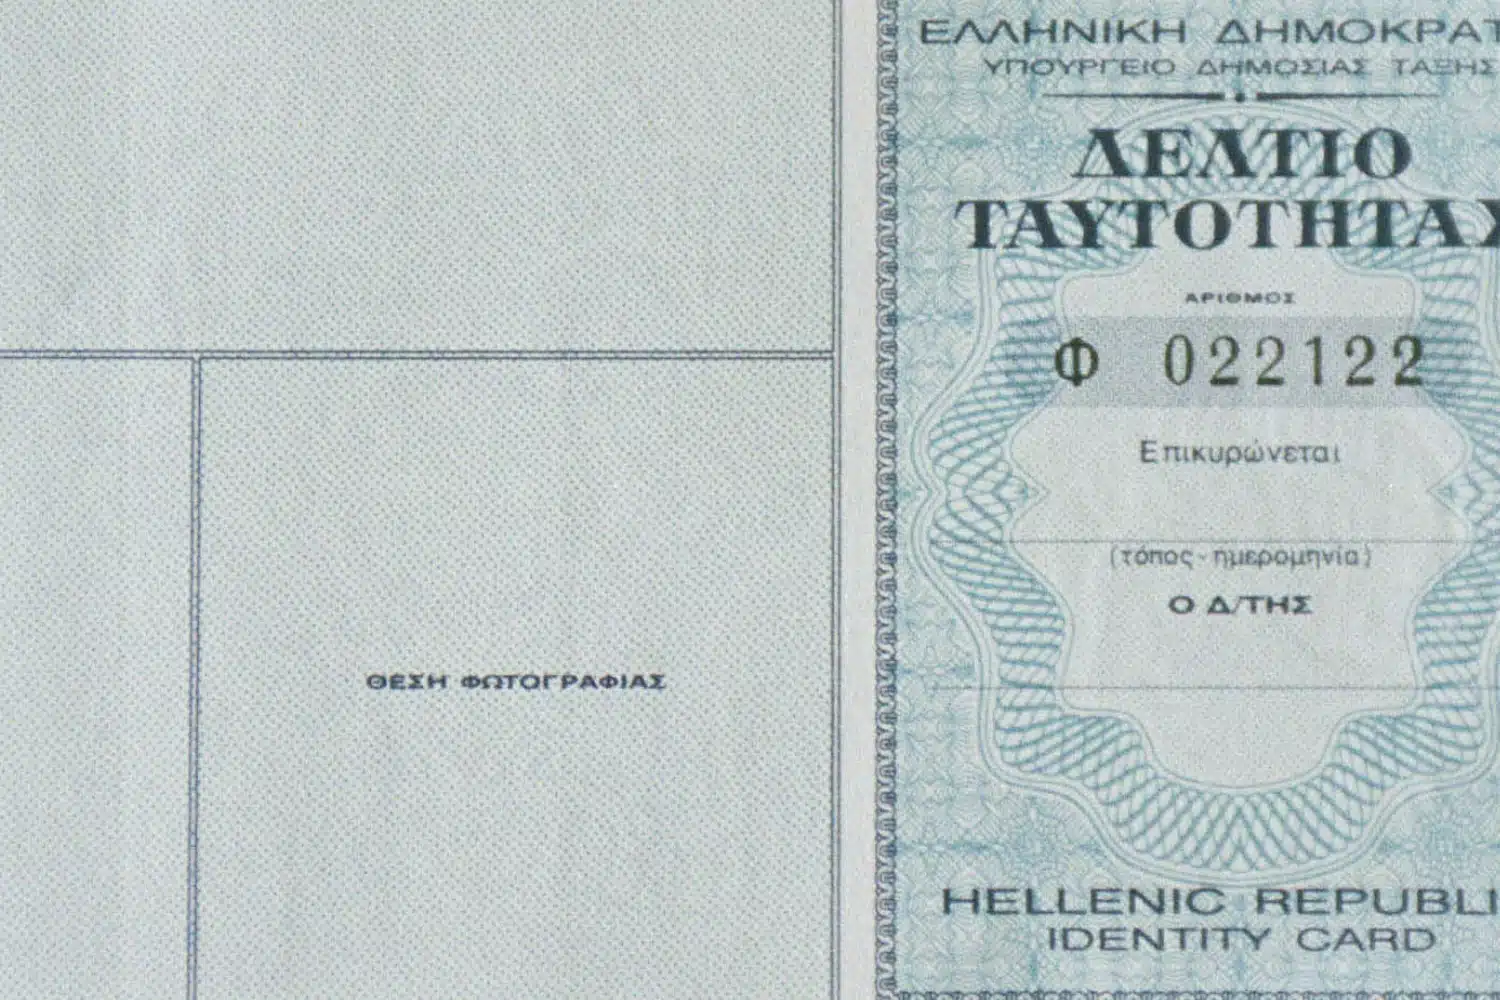 ΕΛΛΗΝΙΚΗ ΔΗΜΟΚΡΑΤ
ΥΠΟΥΡΓΕΙΟ ΔΗΜΟΣΙΑΣ ΤΑΞΗΣ
ΔΕΛΤΙΟ
ΤΑΥΤΟΤΗΤΑΣ
ΑΡΙΘΜΟΣ
Φ 022122
Επικυρώνεται
(τόπος - ημερομηνία)
Ο Δ/ΤΗΣ
ΘΕΣΗ ΦΩΤΟΓΡΑΦΙΑΣ
HELLENIC REPUBLI
IDENTITY CARD